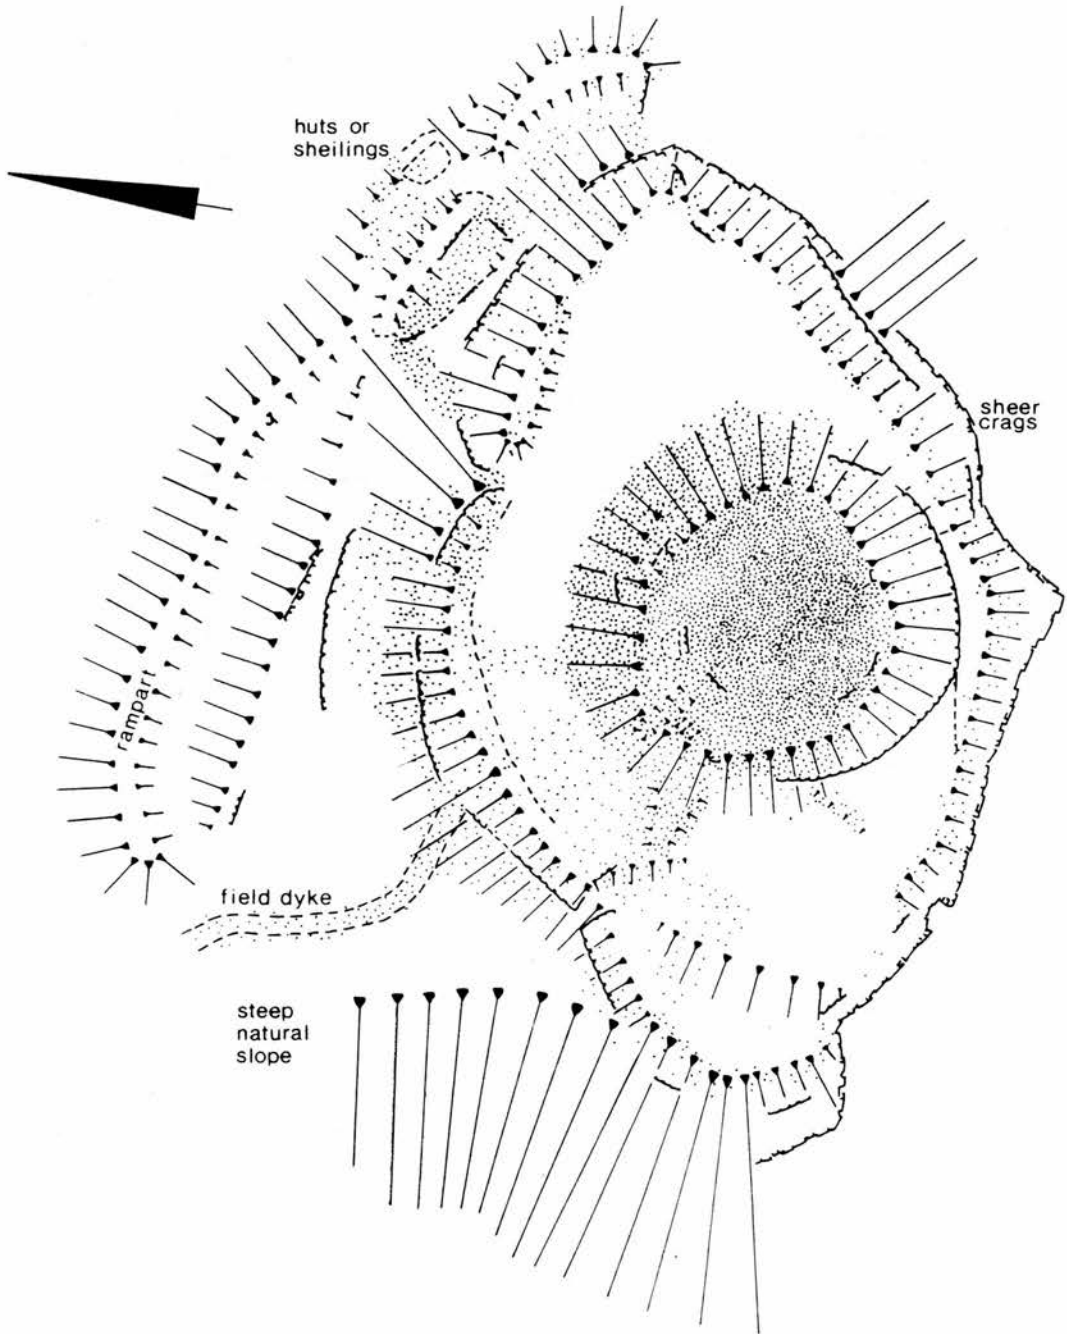 huts or
sheilings
sheer
crags
rampart
field dyke
steep
natural
slope